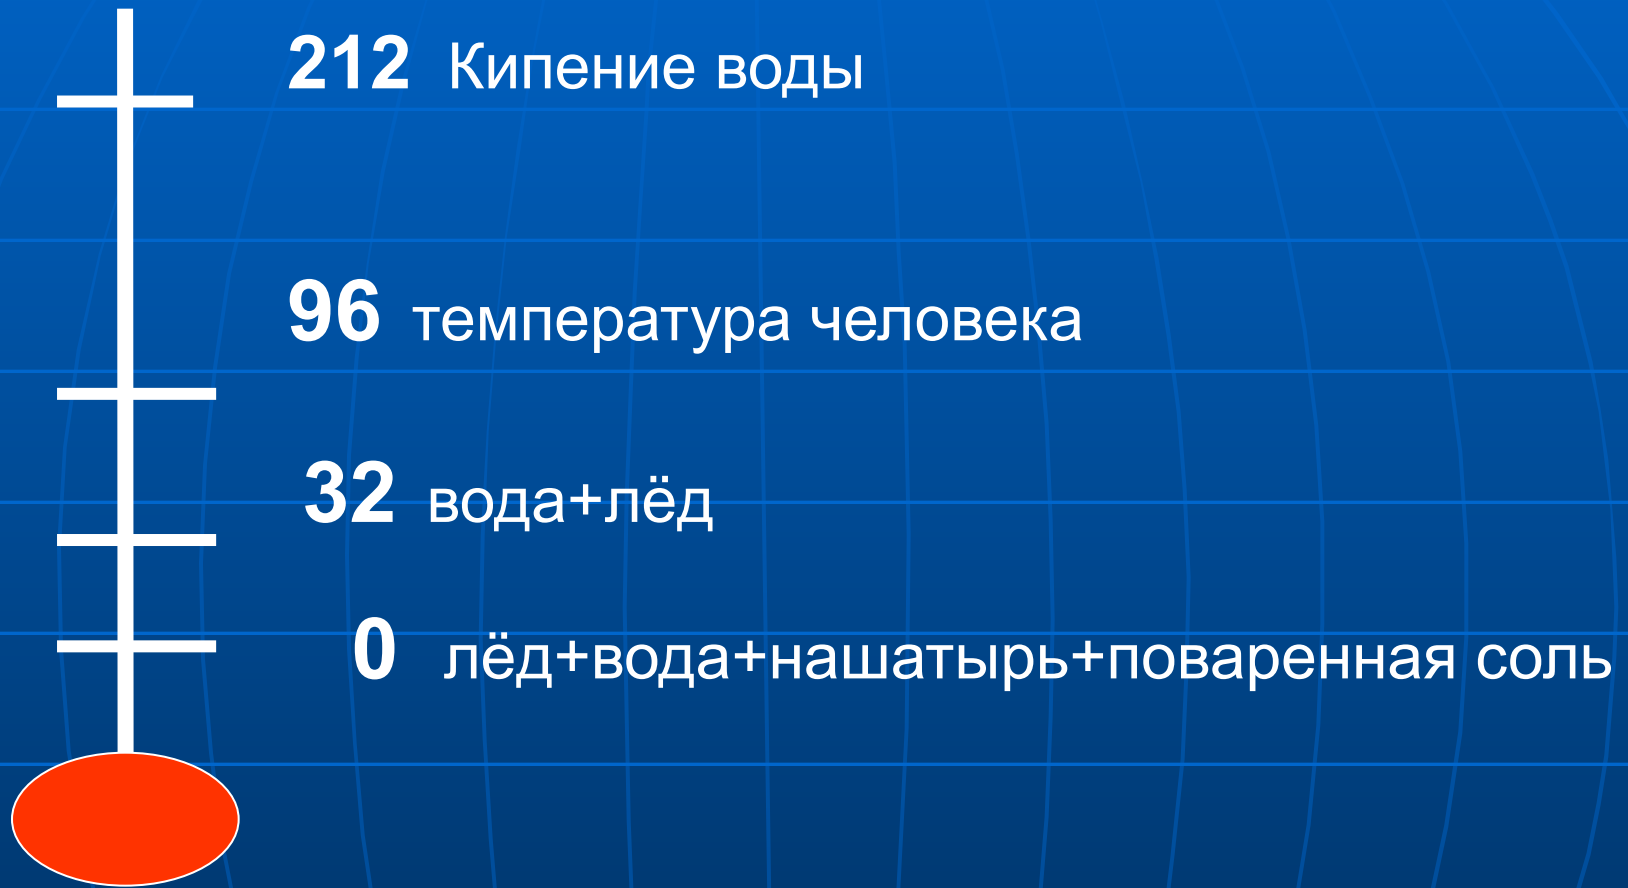 212 Кипение воды
96 температура человека
32 вода+лёд
0 лёд+вода+нашатырь+поваренная соль